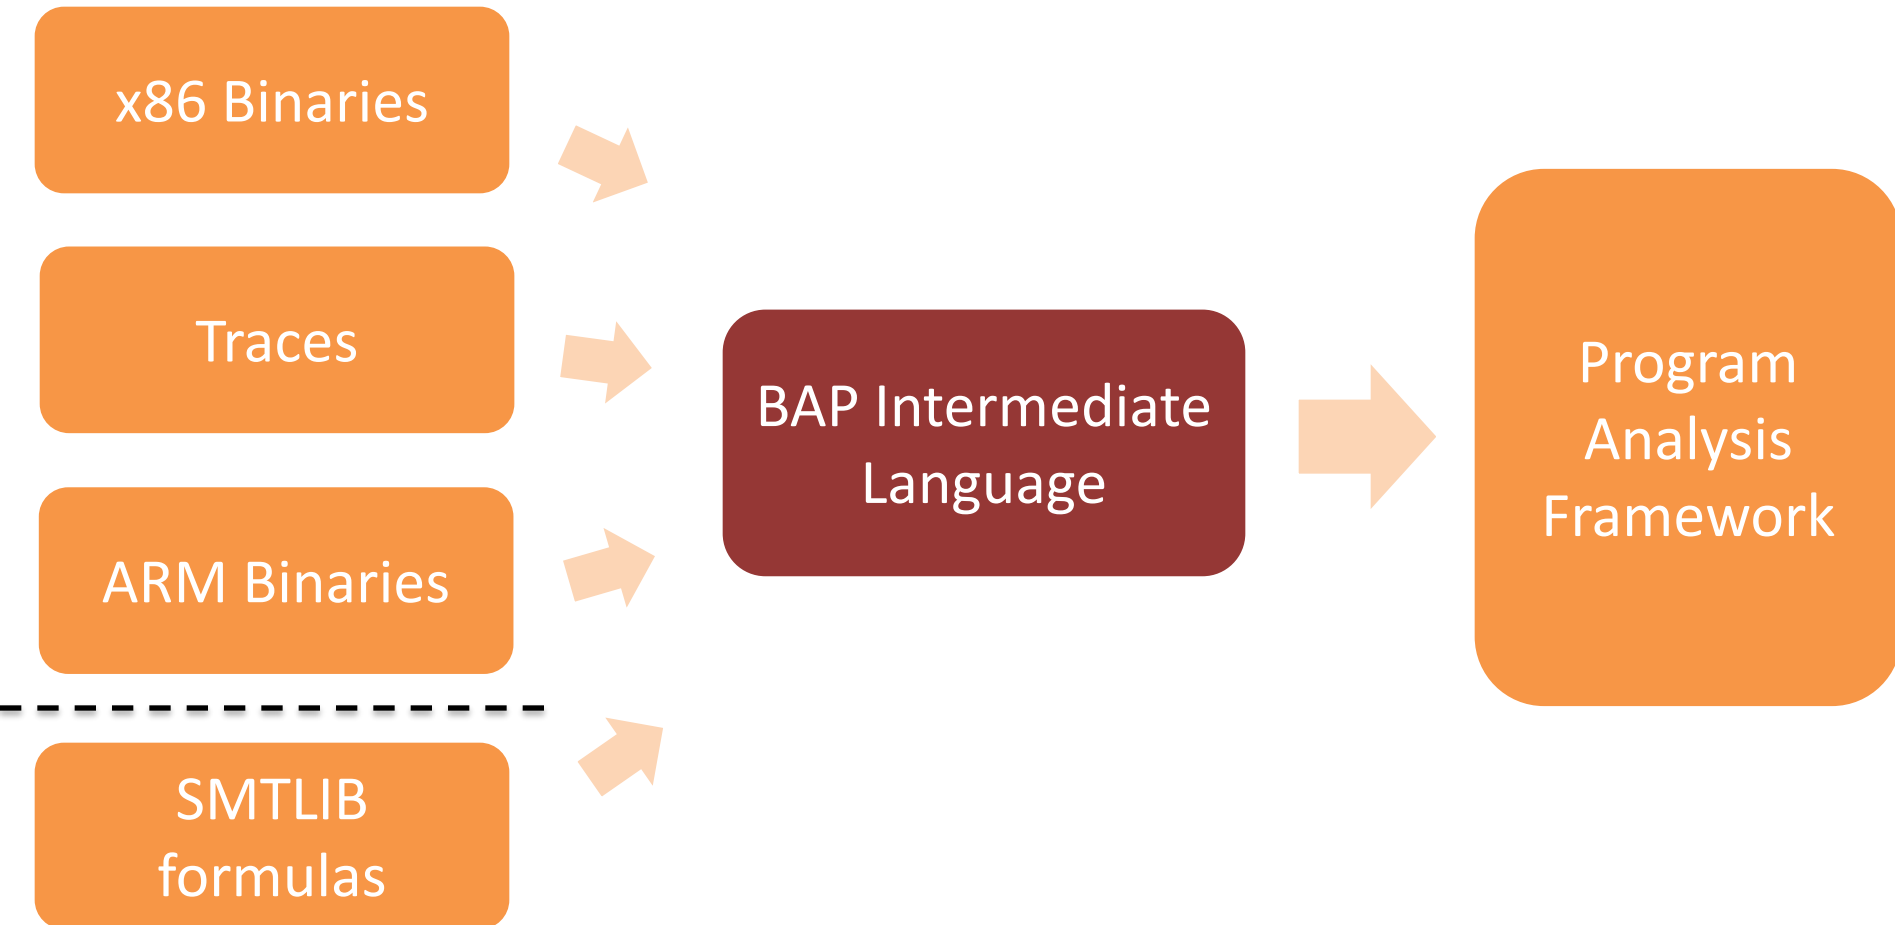 x86 Binaries
Traces
ARM Binaries
SMTLIB
formulas
BAP Intermediate
Language
Program
Analysis
Framework